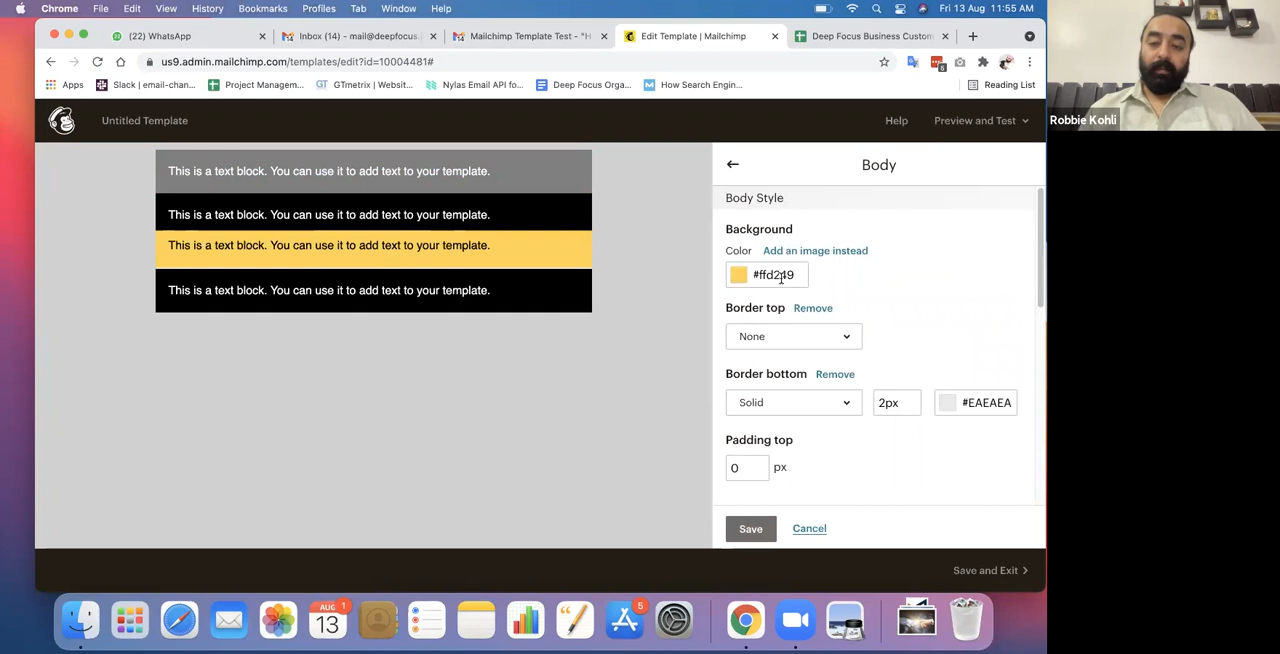 Chrome File Edit View History Bookmarks Profiles Tab Window Help Fri 13 Aug 11:55 AM
(22) WhatsApp Inbox (14) - mail@deepfocus. Mailchimp Template Test - "H Edit Template | Mailchimp Deep Focus Business Custom
us9.admin.mailchimp.com/templates/edit?id=10004481#
6
Apps Slack | email-chan... Project Managem... GTmetrix | Websit... Nylas Email API fo... Deep Focus Orga... How Search Engin... Reading List
Untitled Template Help Preview and Test
Robbie Kohli
Body
This is a text block. You can use it to add text to your template.
This is a text block. You can use it to add text to your template.
This is a text block. You can use it to add text to your template.
This is a text block. You can use it to add text to your template.
Body Style
Background
Color Add an image instead
#ffd249
Border top Remove
None
Border bottom Remove
Solid 2px #EAEAEA
Padding top
0 px
Save Cancel
Save and Exit
AUG 1 5
13